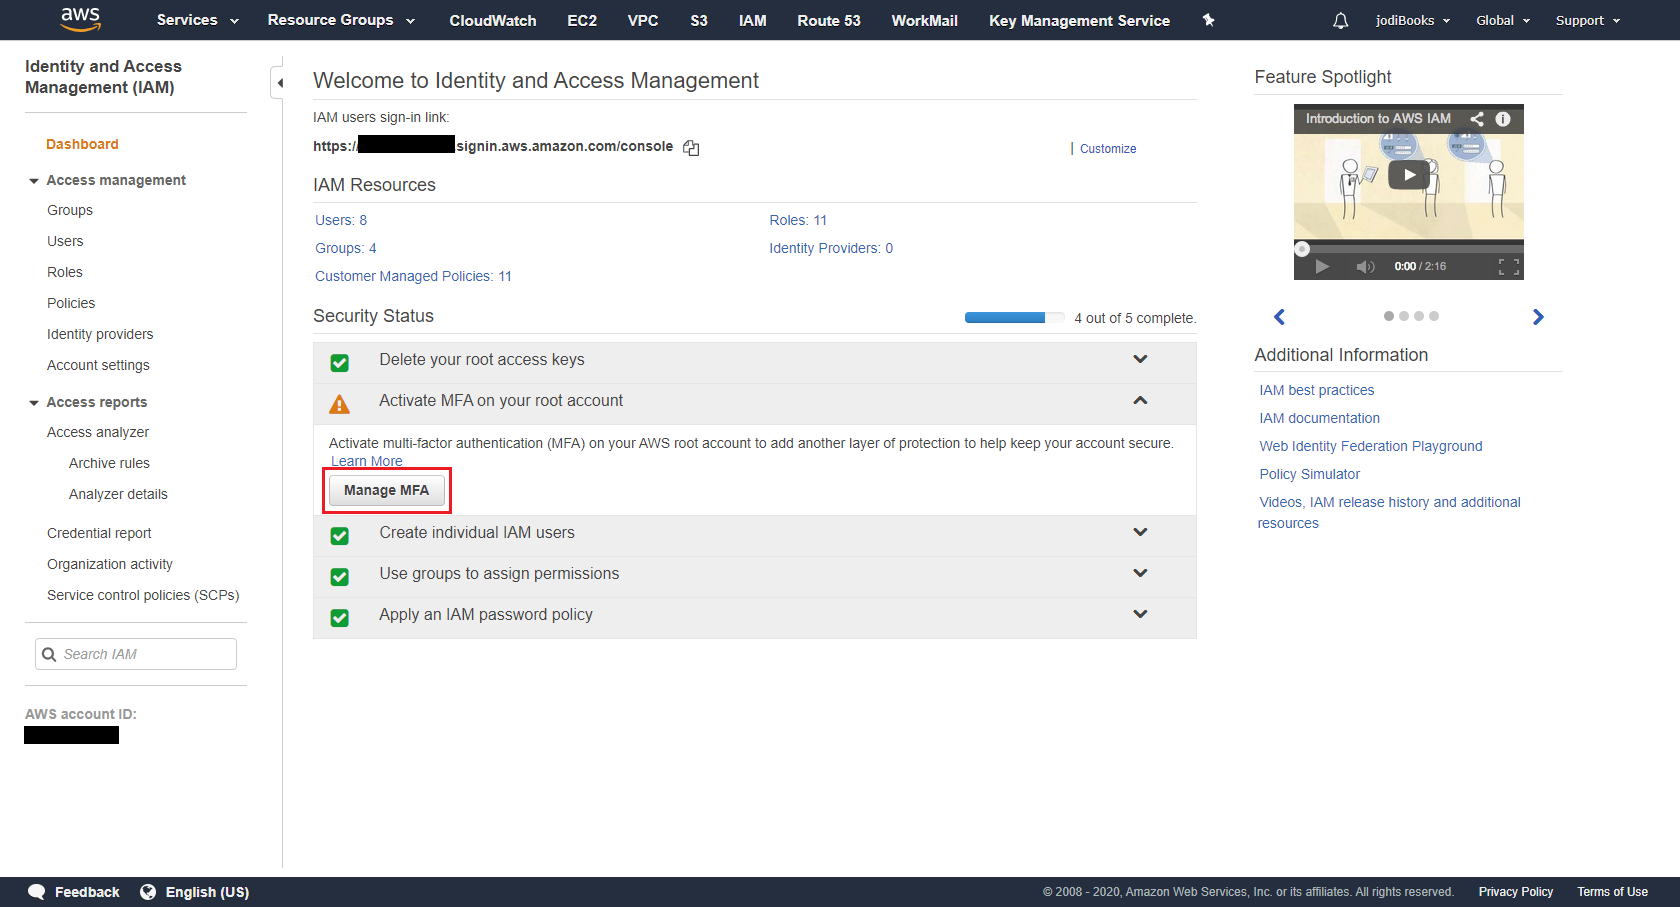 aws
Services
Resource Groups
CloudWatch
EC2
VPC
S3
IAM
Route 53
WorkMail
Key Management Service
jodiBooks
Global
Support
Identity and Access
Management (IAM)
Dashboard
Access management
Groups
Users
Roles
Policies
Identity providers
Account settings
Access reports
Access analyzer
Archive rules
Analyzer details
Credential report
Organization activity
Service control policies (SCPs)
Search IAM
AWS account ID:
Welcome to Identity and Access Management
IAM users sign-in link:
https:/ signin.aws.amazon.com/console
| Customize
IAM Resources
Users: 8
Roles: 11
Groups: 4
Identity Providers: 0
Customer Managed Policies: 11
Security Status
4 out of 5 complete.
Delete your root access keys
Activate MFA on your root account
Activate multi-factor authentication (MFA) on your AWS root account to add another layer of protection to help keep your account secure.
Learn More
Manage MFA
Create individual IAM users
Use groups to assign permissions
Apply an IAM password policy
Feature Spotlight
Introduction to AWS IAM
0:00 / 2:16
Additional Information
IAM best practices
IAM documentation
Web Identity Federation Playground
Policy Simulator
Videos, IAM release history and additional
resources
Feedback
English (US)
© 2008 - 2020, Amazon Web Services, Inc. or its affiliates. All rights reserved.
Privacy Policy
Terms of Use